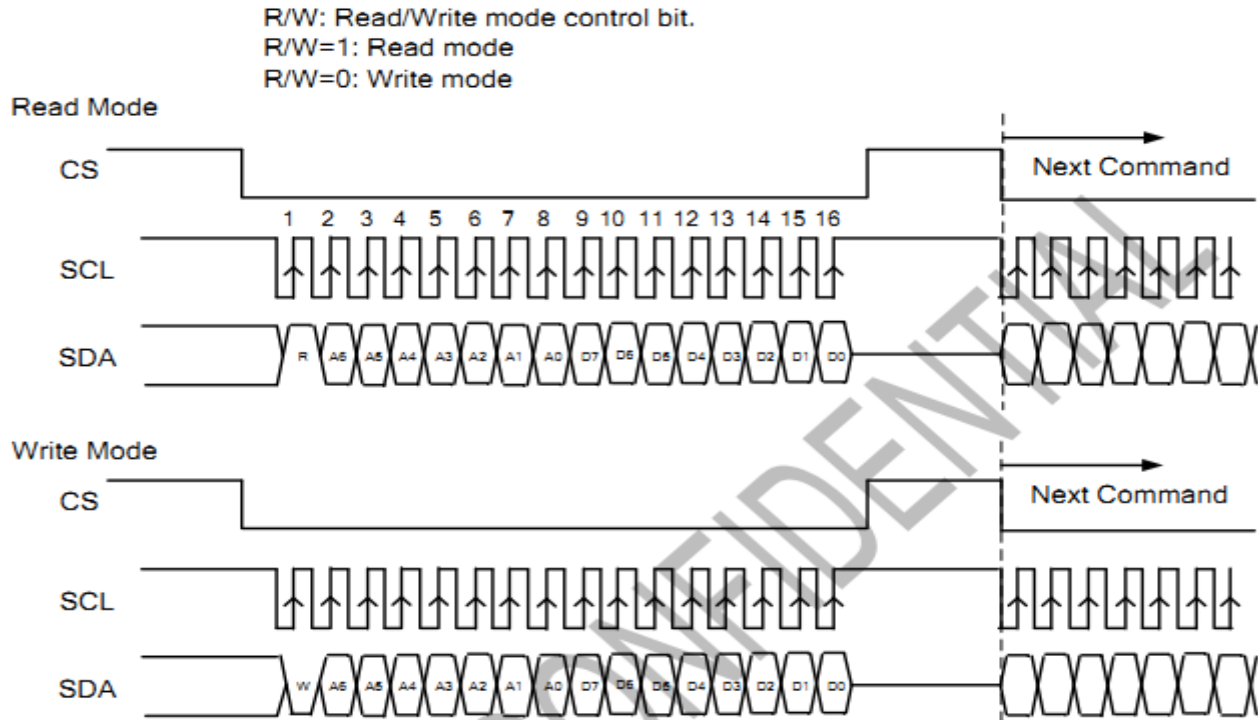 R/W: Read/Write mode control bit.
R/W=1: Read mode
R/W=0: Write mode
Read Mode
CS
Next Command
1 2 3 4 5 6 7 8 9 10 11 12 13 14 15 16
SCL
SDA
R A6 A5 A4 A3 A2 A1 A0 D7 D6 D5 D4 D3 D2 D1 D0
Write Mode
CS
Next Command
SCL
SDA
W A6 A5 A4 A3 A2 A1 A0 D7 D6 D5 D4 D3 D2 D1 D0
CONFIDENTIAL